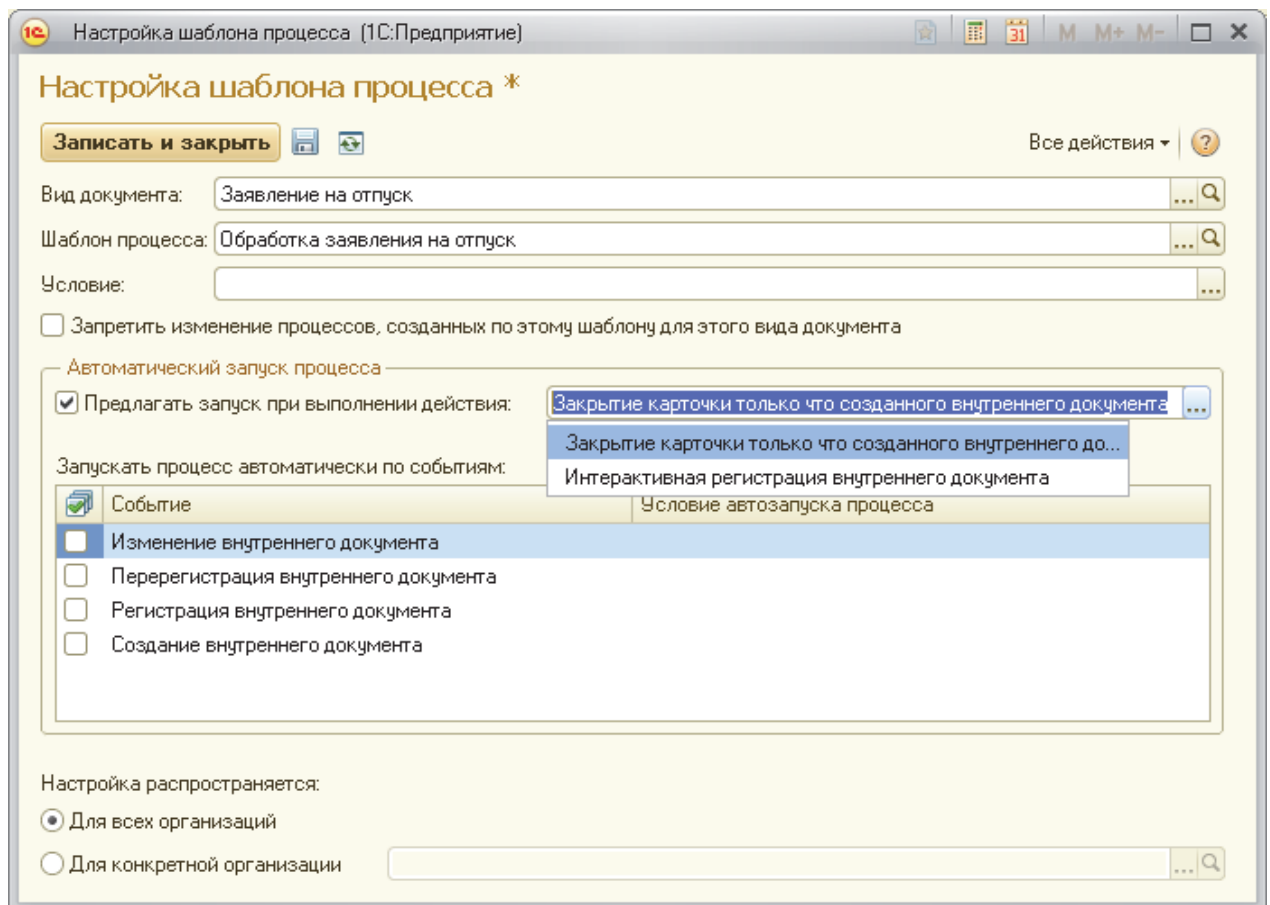 1С Настройка шаблона процесса (1С:Предприятие) 31 M M+ M-
Настройка шаблона процесса *
Записать и закрыть Все действия ?
Вид документа: Заявление на отпуск ...
Шаблон процесса: Обработка заявления на отпуск ...
Условие: ...
Запретить изменение процессов, созданных по этому шаблону для этого вида документа
Автоматический запуск процесса
Предлагать запуск при выполнении действия: Закрытие карточки только что созданного внутреннего документа ...
Закрытие карточки только что созданного внутреннего до...
Запускать процесс автоматически по событиям:
Интерактивная регистрация внутреннего документа
Событие Условие автозапуска процесса
Изменение внутреннего документа
Перерегистрация внутреннего документа
Регистрация внутреннего документа
Создание внутреннего документа
Настройка распространяется:
Для всех организаций
Для конкретной организации ...